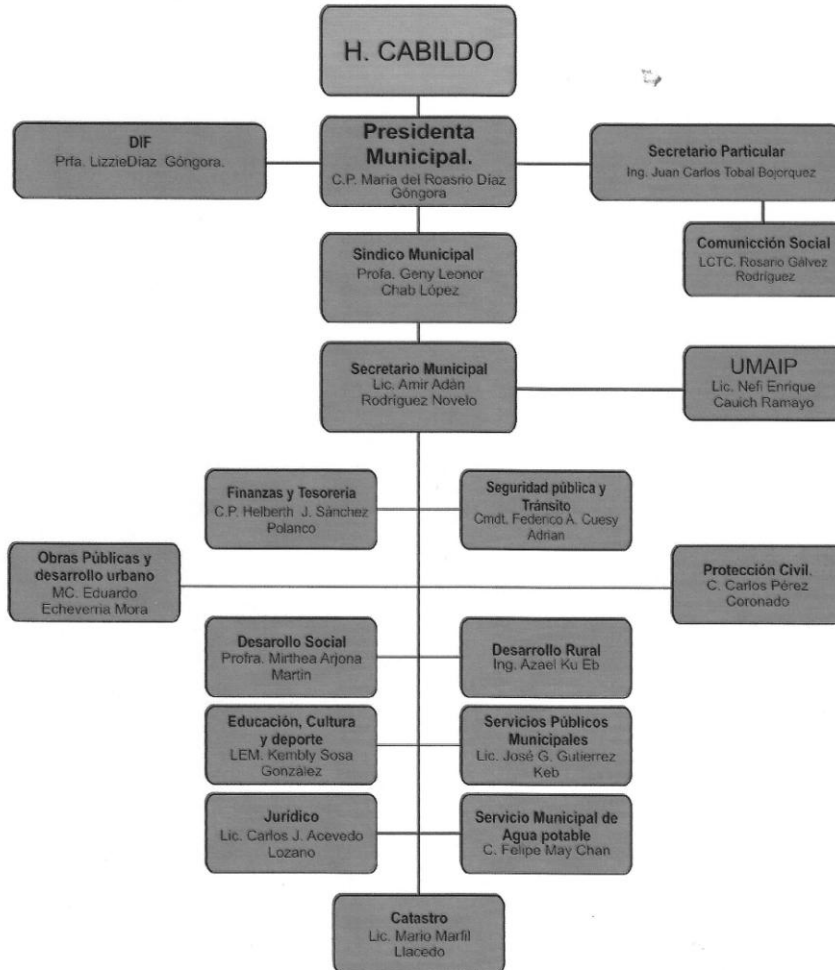 H. CABILDO
DIF
Prfa. LizzieDíaz Góngora.
Presidenta
Municipal.
C.P. María del Roasrio Díaz
Góngora
Secretario Particular
Ing. Juan Carlos Tobal Bojorquez
Comunicción Social
LCTC. Rosario Gálvez
Rodríguez
Sindico Municipal
Profa. Geny Leonor
Chab López
Secretario Municipal
Lic. Amir Adán
Rodríguez Novelo
UMAIP
Lic. Nefi Enrique
Cauich Ramayo
Finanzas y Tesorería
C.P. Helberth J. Sánchez
Polanco
Seguridad pública y
Tránsito
Cmdt. Federico A. Cuesy
Adrian
Obras Públicas y
desarrollo urbano
MC. Eduardo
Echeverria Mora
Protección Civil.
C. Carlos Pérez
Coronado
Desarollo Social
Profra. Mirthea Arjona
Martin
Desarrollo Rural
Ing. Azael Ku Eb
Educación, Cultura
y deporte
LEM. Kembly Sosa
González
Servicios Públicos
Municipales
Lic. José G. Gutierrez
Keb
Jurídico
Lic. Carlos J. Acevedo
Lozano
Servicio Municipal de
Agua potable
C. Felipe May Chan
Catastro
Lic. Mario Marfil
Llacedo